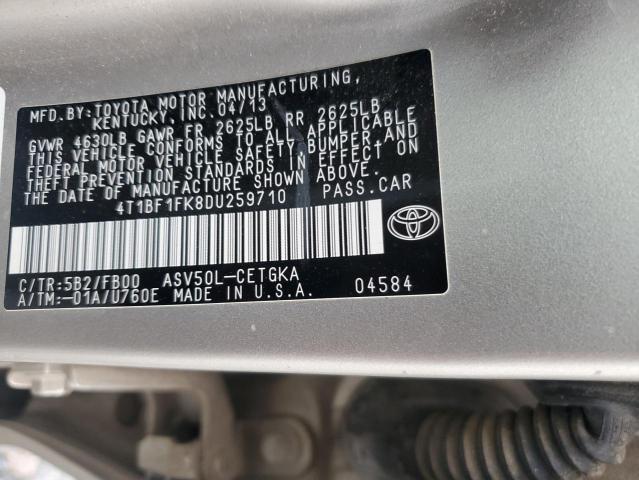 MFD.BY:TOYOTA MOTOR MANUFACTURING,
KENTUCKY,INC.04/13
GVWR 4630LB GAWR FR 2625LB RR 2625LB
THIS VEHICLE CONFORMS TO ALL APPLICABLE
FEDERAL MOTOR VEHICLE SAFETY,BUMPER AND
THEFT PREVENTION STANDARDS IN EFFECT ON
THE DATE OF MANUFACTURE SHOWN ABOVE.
4T1BF1FK8DU259710 PASS.CAR
C/TR:5B2/FB00 ASV50L-CETGKA
A/TM:-01A/U760E MADE IN U.S.A. 04584